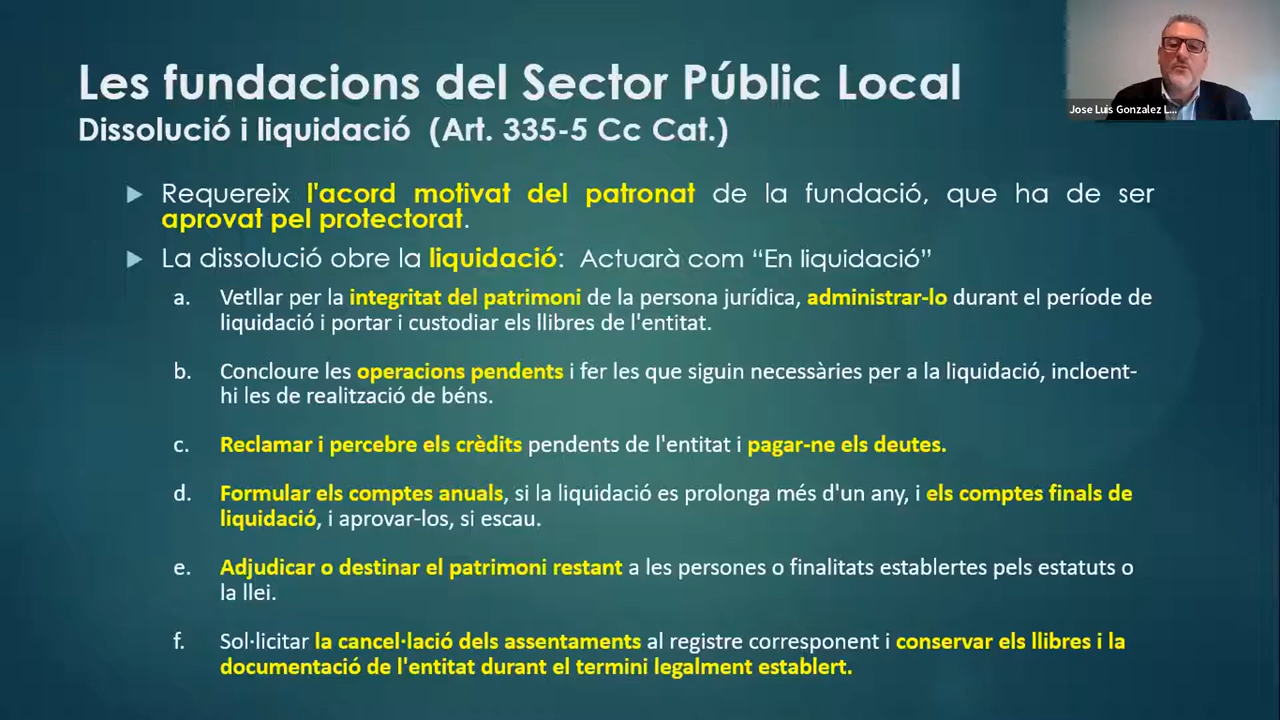 Les fundacions del Sector Públic Local
Dissolució i liquidació (Art. 335-5 Cc Cat.)
Jose Luis Gonzalez L...
Requereix l'acord motivat del patronat de la fundació, que ha de ser
aprovat pel protectorat.
La dissolució obre la liquidació: Actuarà com “En liquidació”
a. Vetllar per la integritat del patrimoni de la persona jurídica, administrar-lo durant el període de
liquidació i portar i custodiar els llibres de l'entitat.
b. Concloure les operacions pendents i fer les que siguin necessàries per a la liquidació, incloent-
hi les de realització de béns.
c. Reclamar i percebre els crèdits pendents de l'entitat i pagar-ne els deutes.
d. Formular els comptes anuals, si la liquidació es prolonga més d'un any, i els comptes finals de
liquidació, i aprovar-los, si escau.
e. Adjudicar o destinar el patrimoni restant a les persones o finalitats establertes pels estatuts o
la llei.
f. Sol·licitar la cancel·lació dels assentaments al registre corresponent i conservar els llibres i la
documentació de l'entitat durant el termini legalment establert.